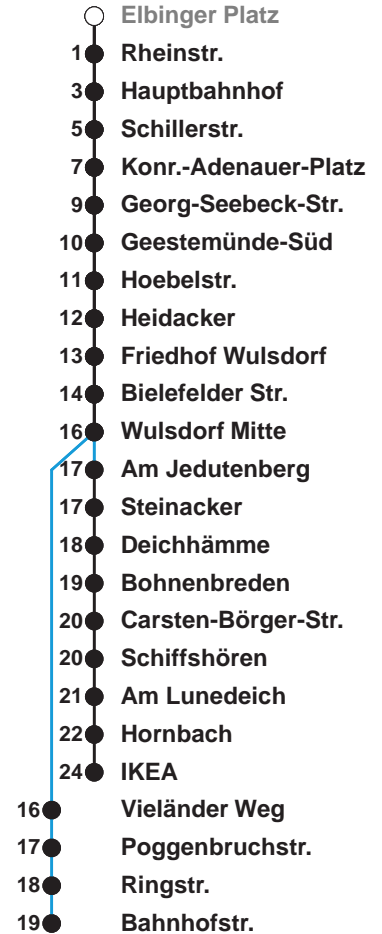 Elbinger Platz
1 Rheinstr.
3 Hauptbahnhof
5 Schillerstr.
7 Konr.-Adenauer-Platz
9 Georg-Seebeck-Str.
10 Geestemünde-Süd
11 Hoebelstr.
12 Heidacker
13 Friedhof Wulsdorf
14 Bielefelder Str.
16 Wulsdorf Mitte
17 Am Jedutenberg
17 Steinacker
18 Deichhämme
19 Bohnenbreden
20 Carsten-Börger-Str.
20 Schiffshören
21 Am Lunedeich
22 Hornbach
24 IKEA
16 Vieländer Weg
17 Poggenbruchstr.
18 Ringstr.
19 Bahnhofstr.